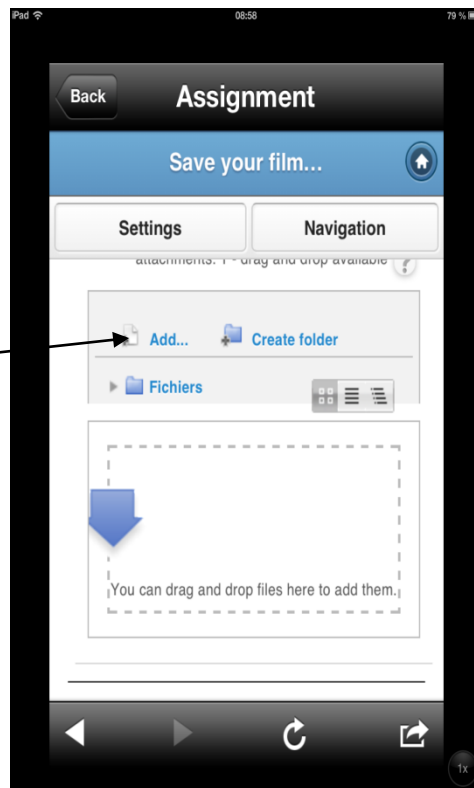 iPad 08:58 79 %
Back Assignment
Save your film...
Settings Navigation
attachments: 1 - drag and drop available ?
Add... Create folder
Fichiers
You can drag and drop files here to add them.
1x